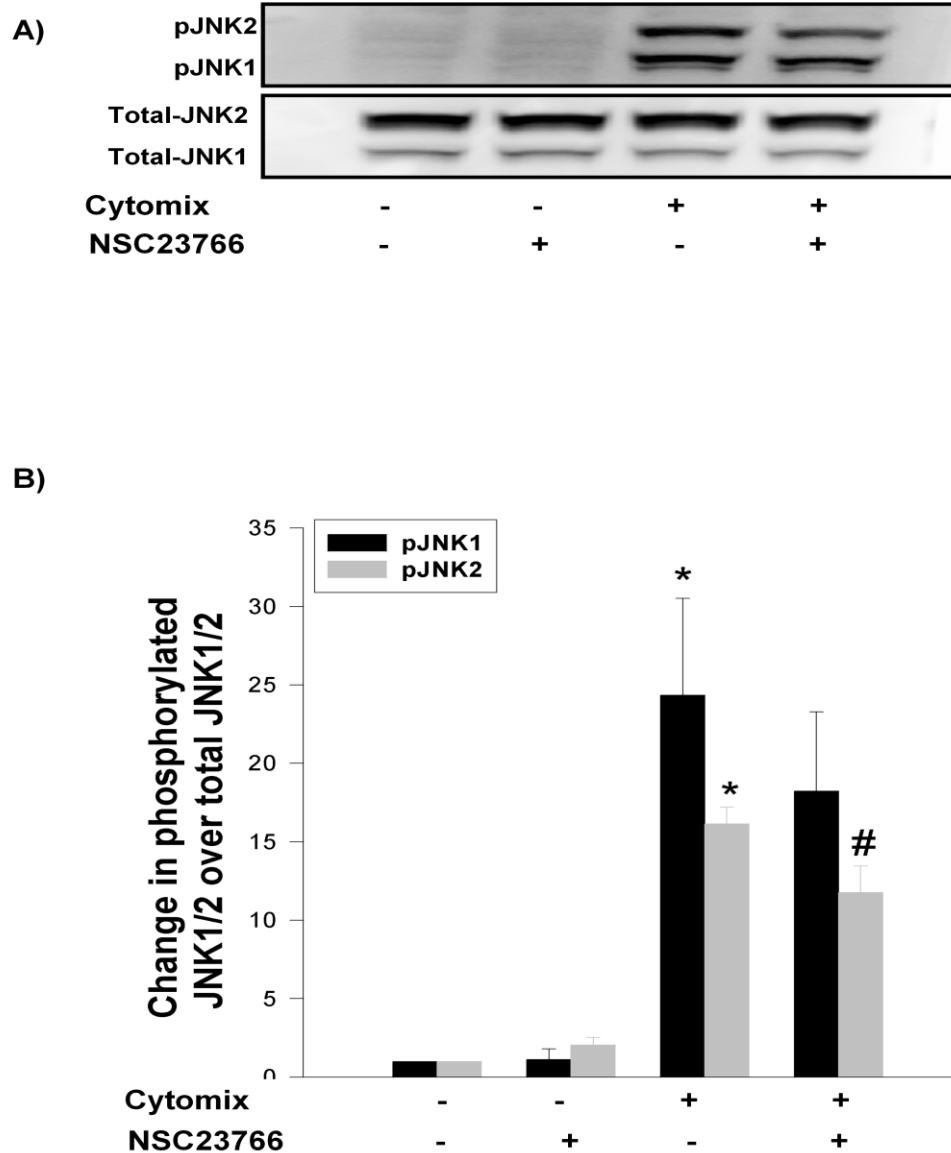 A)
pJNK2
pJNK1
Total-JNK2
Total-JNK1
Cytomix - - + +
NSC23766 - + - +
B)
Change in phosphorylated
JNK1/2 over total JNK1/2
35
30
25
20
15
10
5
0
pJNK1
pJNK2
*
*
#
Cytomix - - + +
NSC23766 - + - +